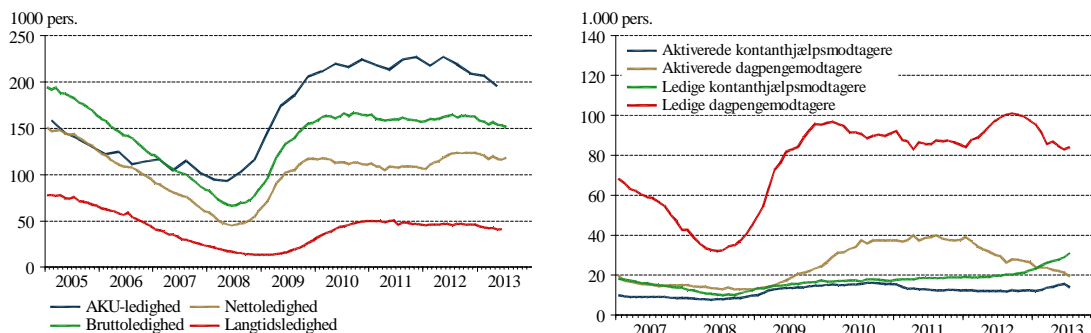 1000 pers.
250
200
150
100
50
0
2005 2006 2007 2008 2009 2010 2011 2012 2013
AKU-ledighed Nettoledighed
Bruttoledighed Langtidsledighed
1.000 pers.
140
120
100
80
60
40
20
0
Aktiverede kontanthjælpsmodtagere
Aktiverede dagpengemodtagere
Ledige kontanthjælpsmodtagere
Ledige dagpengemodtagere
2007 2008 2009 2010 2011 2012 2013